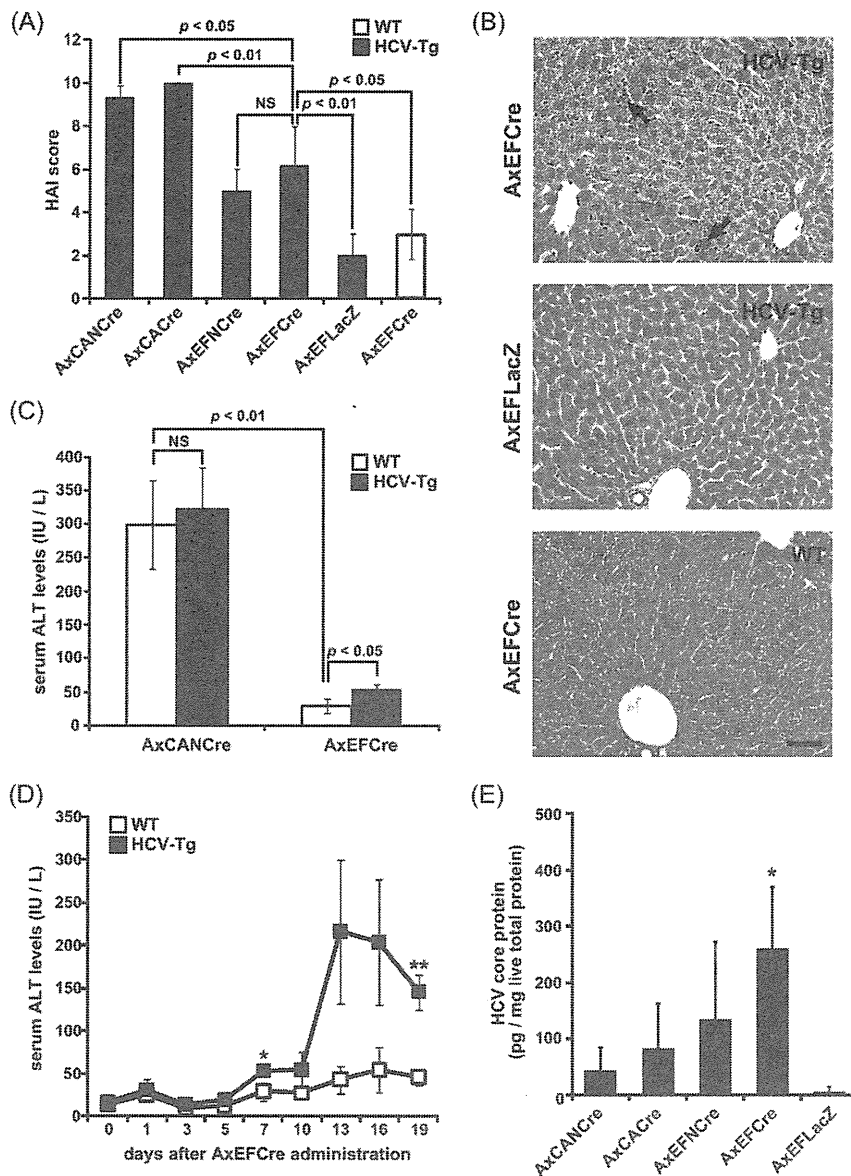 (A)
p < 0.05
WT
HCV-Tg
p < 0.01
p < 0.05
NS
p < 0.01
HAI score
12
10
8
6
4
2
0
AxCANCre
AxCACre
AxEFNCre
AxEFCre
AxEFLacZ
AxEFCre
(B)
HCV-Tg
AxEFCre
HCV-Tg
AxEFLacZ
WT
AxEFCre
(C)
p < 0.01
NS
WT
HCV-Tg
p < 0.05
serum ALT levels (IU / L)
400
350
300
250
200
150
100
50
0
AxCANCre
AxEFCre
(D)
WT
HCV-Tg
serum ALT levels (IU / L)
350
300
250
200
150
100
50
0
*
**
0 1 3 5 7 10 13 16 19
days after AxEFCre administration
(E)
HCV core protein
(pg / mg live total protein)
500
400
300
200
100
0
*
AxCANCre
AxCACre
AxEFNCre
AxEFCre
AxEFLacZ